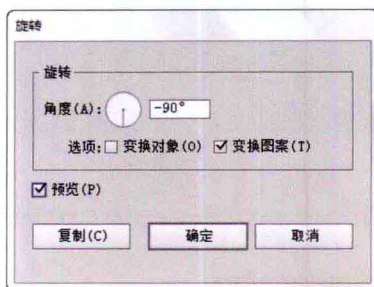 旋转
旋转
角度(A): -90°
选项: 变换对象(O) 变换图案(T)
预览(P)
复制(C) 确定 取消